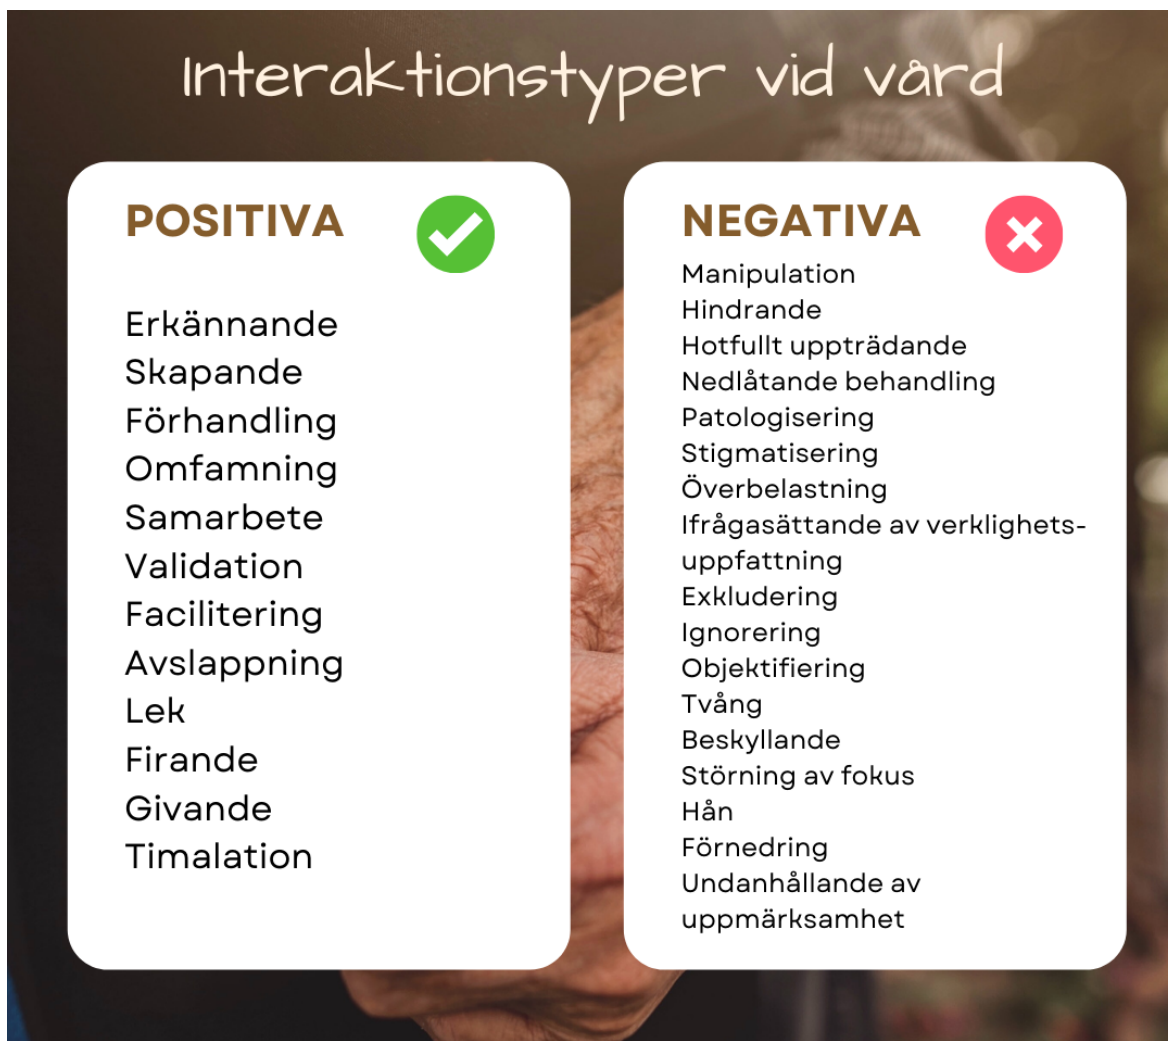 Interaktionstyper vid vård
POSITIVA
Erkännande
Skapande
Förhandling
Omfamning
Samarbete
Validation
Facilitering
Avslappning
Lek
Firande
Givande
Timalation
NEGATIVA
Manipulation
Hindrande
Hotfullt uppträdande
Nedlåtande behandling
Patologisering
Stigmatisering
Överbelastning
Ifrågasättande av verklighets-
uppfattning
Exkludering
Ignorering
Objektifiering
Tvång
Beskyllande
Störning av fokus
Hån
Förnedring
Undanhållande av
uppmärksamhet